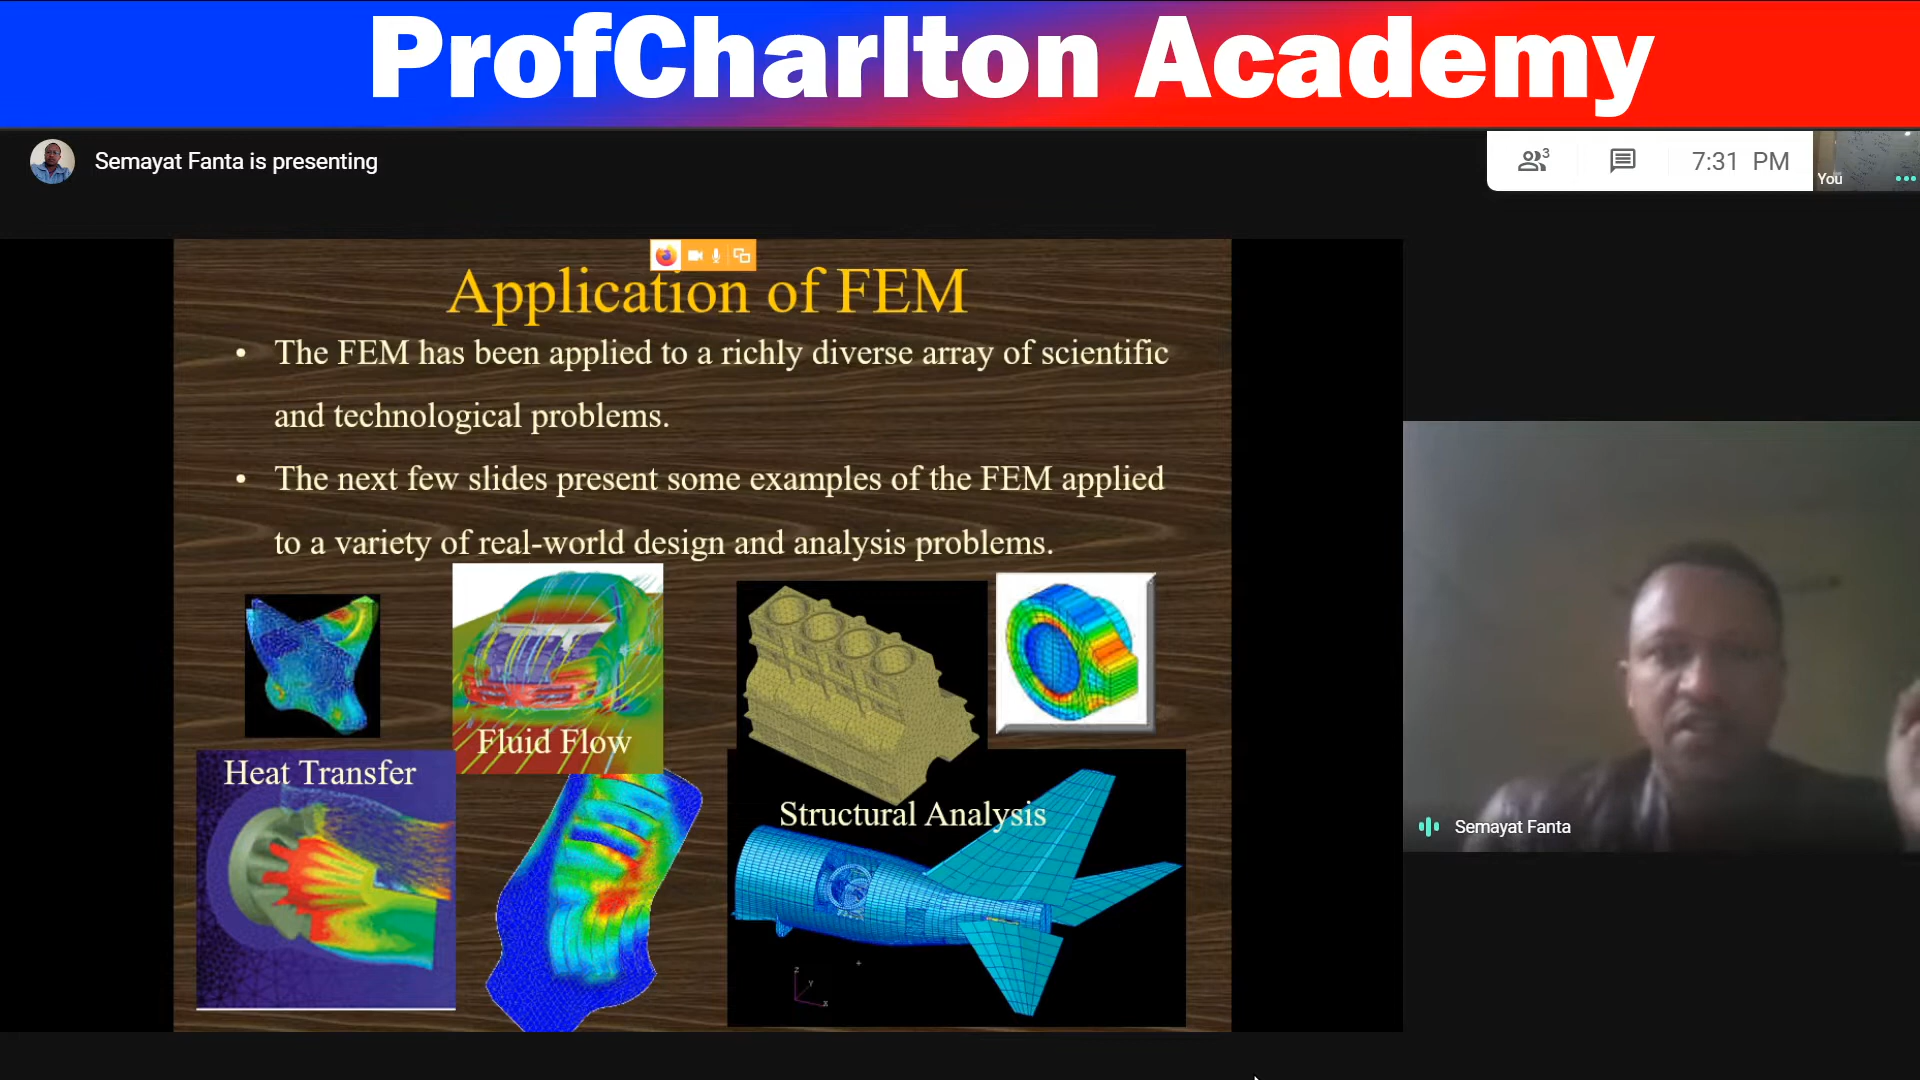 ProfCharlton Academy
Semayat Fanta is presenting
3
7:31 PM
You
Application of FEM
• The FEM has been applied to a richly diverse array of scientific
and technological problems.
• The next few slides present some examples of the FEM applied
to a variety of real-world design and analysis problems.
Fluid Flow
Heat Transfer
Structural Analysis
Semayat Fanta
Z
Y
X